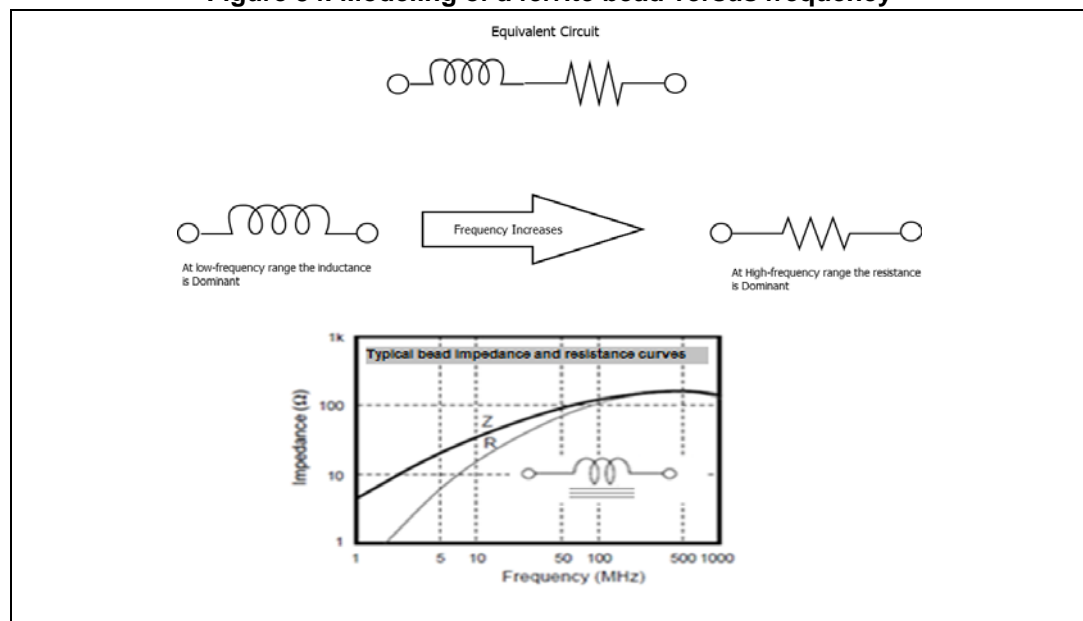 Equivalent Circuit
Frequency Increases
At low-frequency range the inductance
is Dominant
At High-frequency range the resistance
is Dominant
1k
Typical bead impedance and resistance curves
100
Z
R
10
1
Impedance (Ω)
1 5 10 50 100 500 1000
Frequency (MHz)